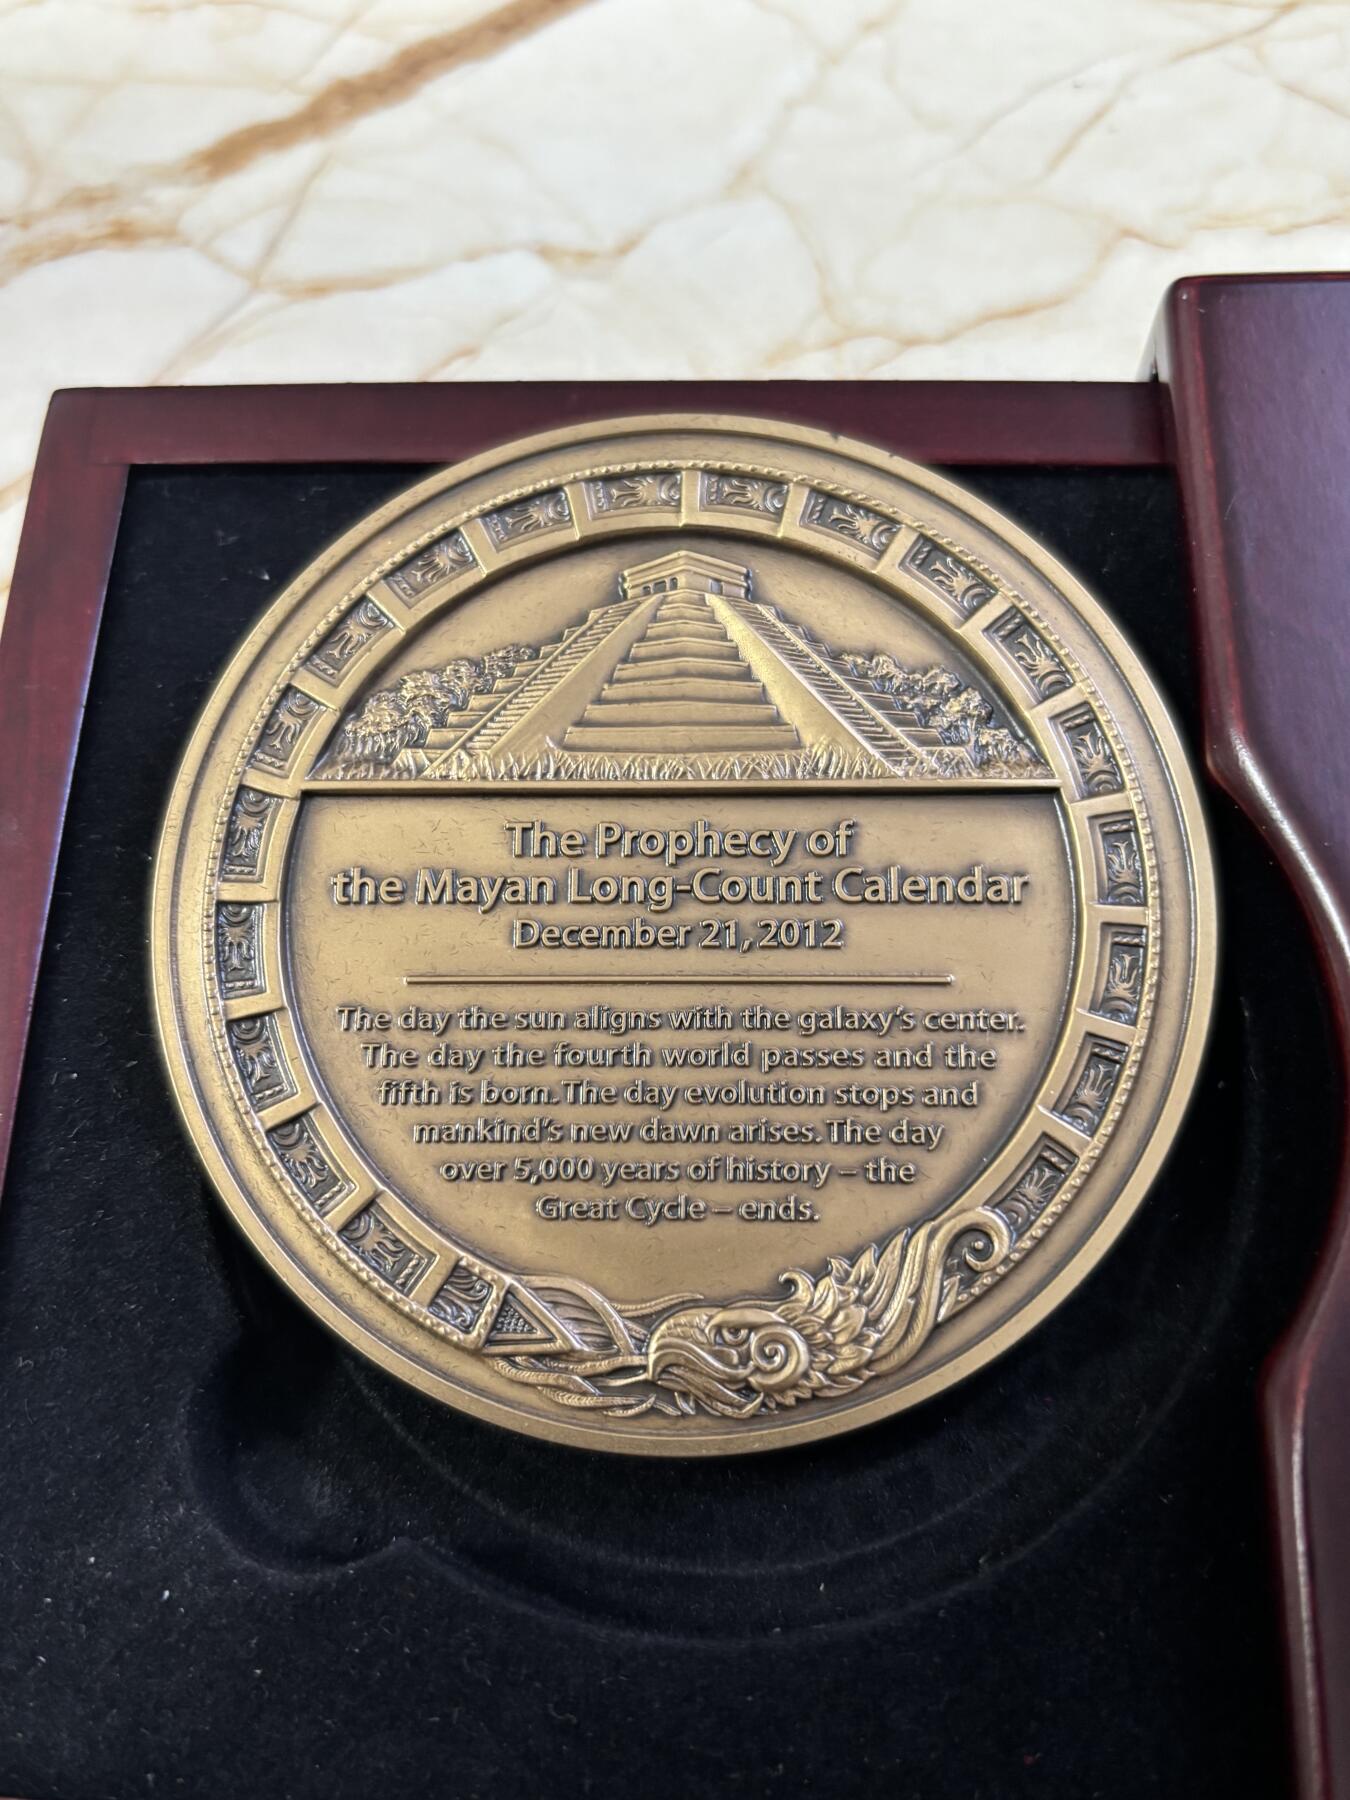 The Prophecy of
the Mayan Long-Count Calendar
December 21, 2012
The day the sun aligns with the galaxy's center.
The day the fourth world passes and the
fifth is born. The day evolution stops and
mankind's new dawn arises. The day
over 5,000 years of history – the
Great Cycle – ends.